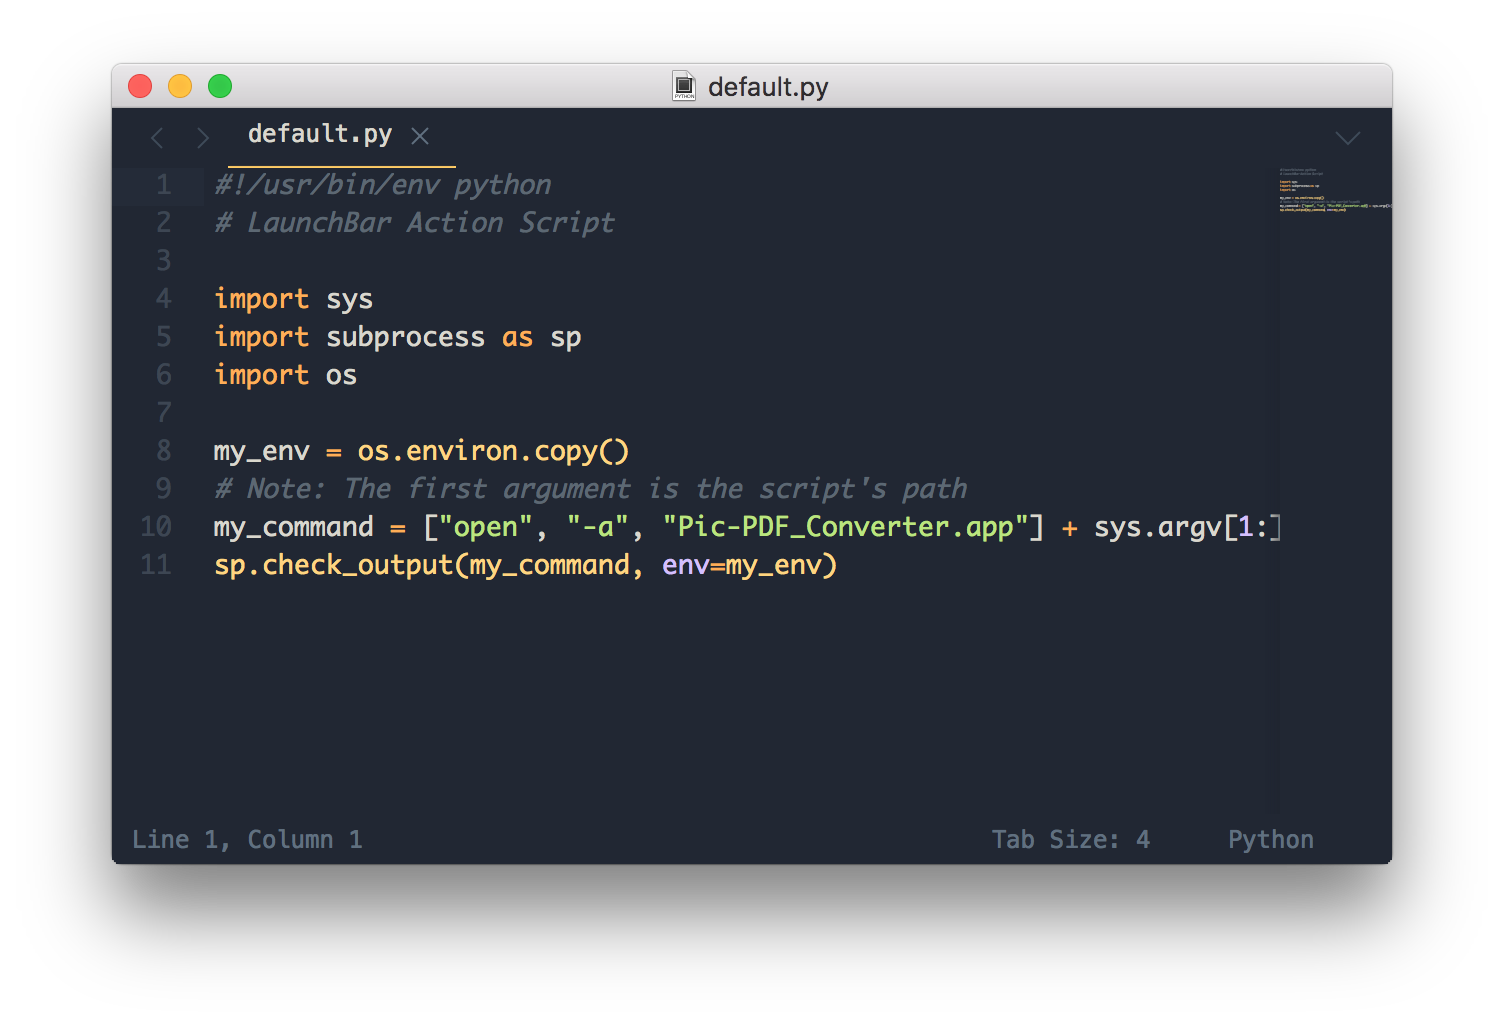 default.py
default.py
1 #!/usr/bin/env python
2 # LaunchBar Action Script
3
4 import sys
5 import subprocess as sp
6 import os
7
8 my_env = os.environ.copy()
9 # Note: The first argument is the script's path
10 my_command = ["open", "-a", "Pic-PDF_Converter.app"] + sys.argv[1:]
11 sp.check_output(my_command, env=my_env)
Line 1, Column 1 Tab Size: 4 Python